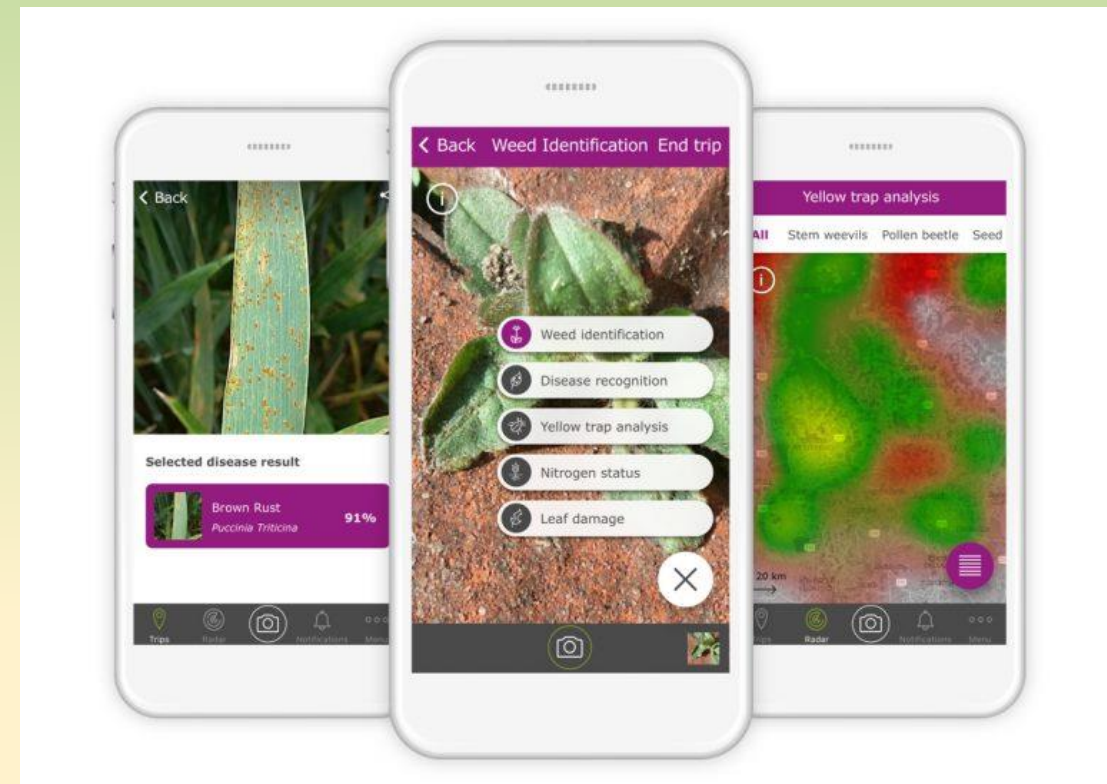 < Back
Selected disease result
Brown Rust
Puccinia Triticina
91%
Trips Radar Notifications Menu
< Back Weed Identification End trip
i
Weed identification
Disease recognition
Yellow trap analysis
Nitrogen status
Leaf damage
Yellow trap analysis
All Stem weevils Pollen beetle Seed
i
20 km
Trips Radar Notifications Menu